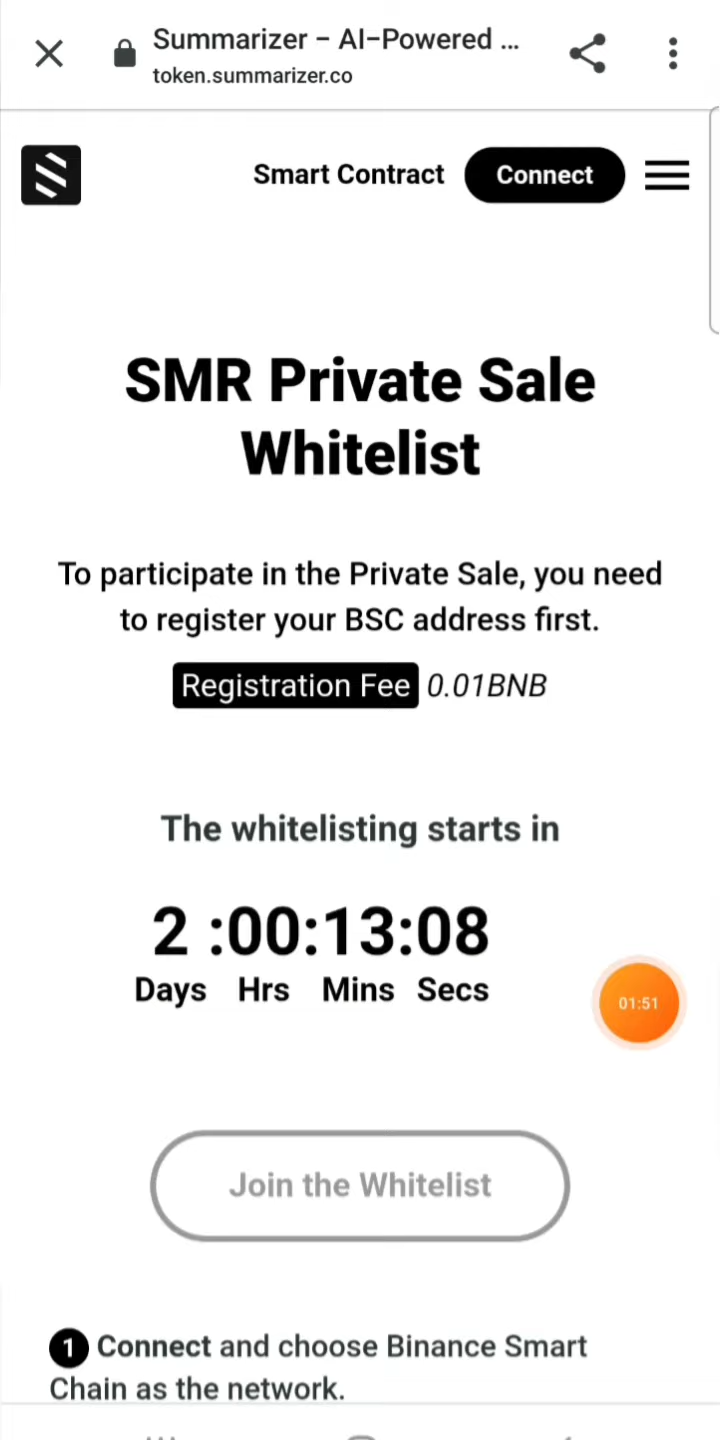 Summarizer – AI-Powered ...
token.summarizer.co
Smart Contract
Connect
SMR Private Sale
Whitelist
To participate in the Private Sale, you need
to register your BSC address first.
Registration Fee 0.01BNB
The whitelisting starts in
2 :00:13:08
Days Hrs Mins Secs
01:51
Join the Whitelist
1 Connect and choose Binance Smart
Chain as the network.